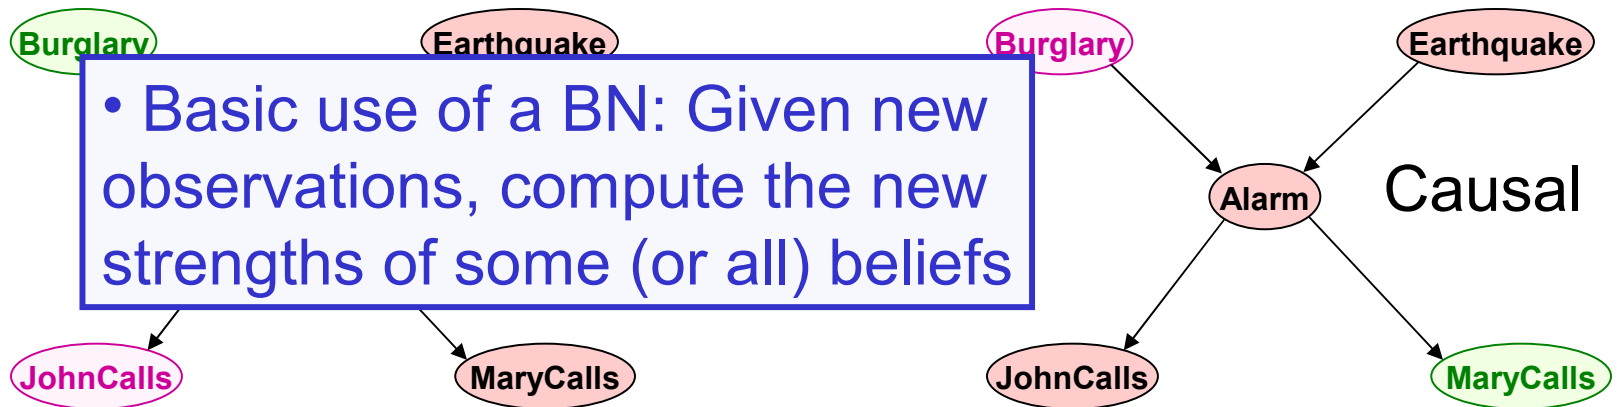 Burglary
Earthquake
Burglary
Earthquake
• Basic use of a BN: Given new
observations, compute the new
strengths of some (or all) beliefs
Alarm
Causal
JohnCalls
MaryCalls
JohnCalls
MaryCalls